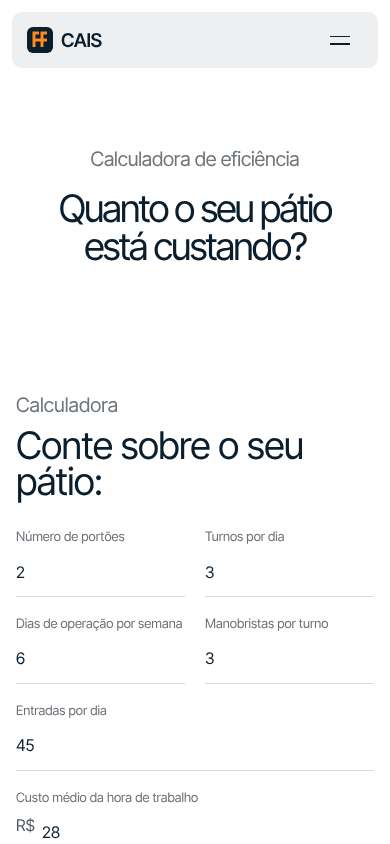 CAIS
Calculadora de eficiência
Quanto o seu pátio
está custando?
Calculadora
Conte sobre o seu
pátio:
Número de portões
2
Turnos por dia
3
Dias de operação por semana
6
Manobristas por turno
3
Entradas por dia
45
Custo médio da hora de trabalho
R$ 28